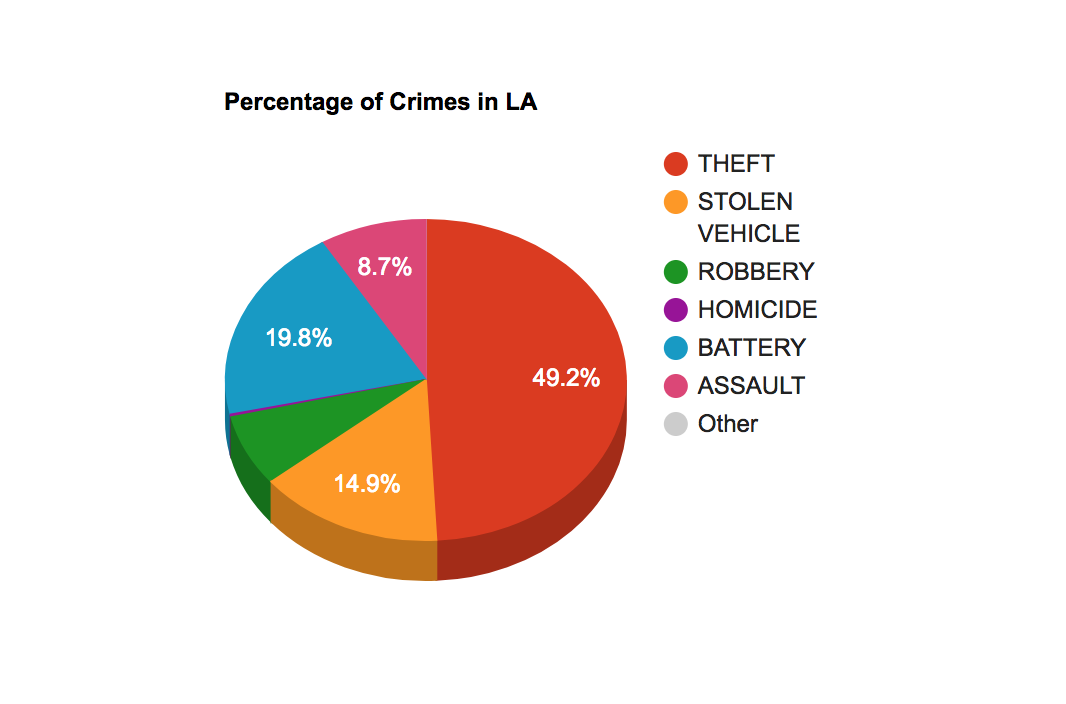 Percentage of Crimes in LA
THEFT
STOLEN
VEHICLE
ROBBERY
HOMICIDE
BATTERY
ASSAULT
Other
8.7%
19.8%
49.2%
14.9%